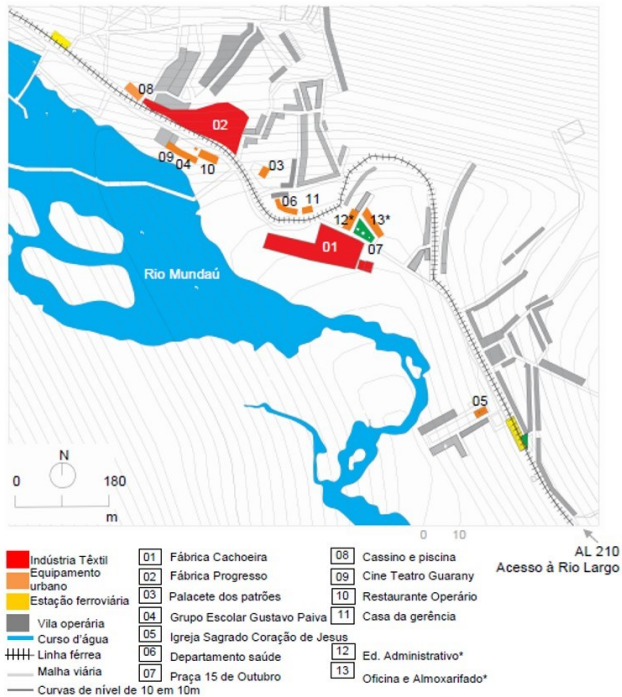 08
02
09 04 10
03
06 11
12* 13*
01
07
Rio Mundaú
05
N
0 180
m
0 10
AL 210
Acesso à Rio Largo
Indústria Têxtil
Equipamento
urbano
Estação ferroviária
Vila operária
Curso d'água
Linha férrea
Malha viária
Curvas de nível de 10 em 10m
01 Fábrica Cachoeira
02 Fábrica Progresso
03 Palacete dos patrões
04 Grupo Escolar Gustavo Paiva
05 Igreja Sagrado Coração de Jesus
06 Departamento saúde
07 Praça 15 de Outubro
08 Cassino e piscina
09 Cine Teatro Guarany
10 Restaurante Operário
11 Casa da gerência
12 Ed. Administrativo*
13 Oficina e Almoxarifado*